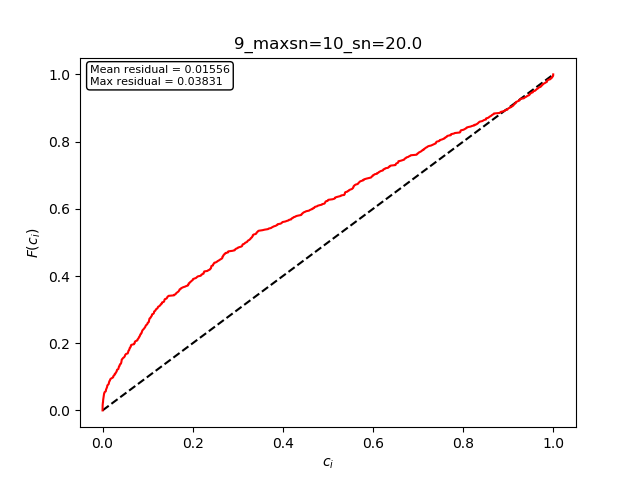 9_maxsn=10_sn=20.0
Mean residual = 0.01556
Max residual = 0.03831
1.0
0.8
0.6
0.4
0.2
0.0
F(c_i)
0.0 0.2 0.4 0.6 0.8 1.0
c_i